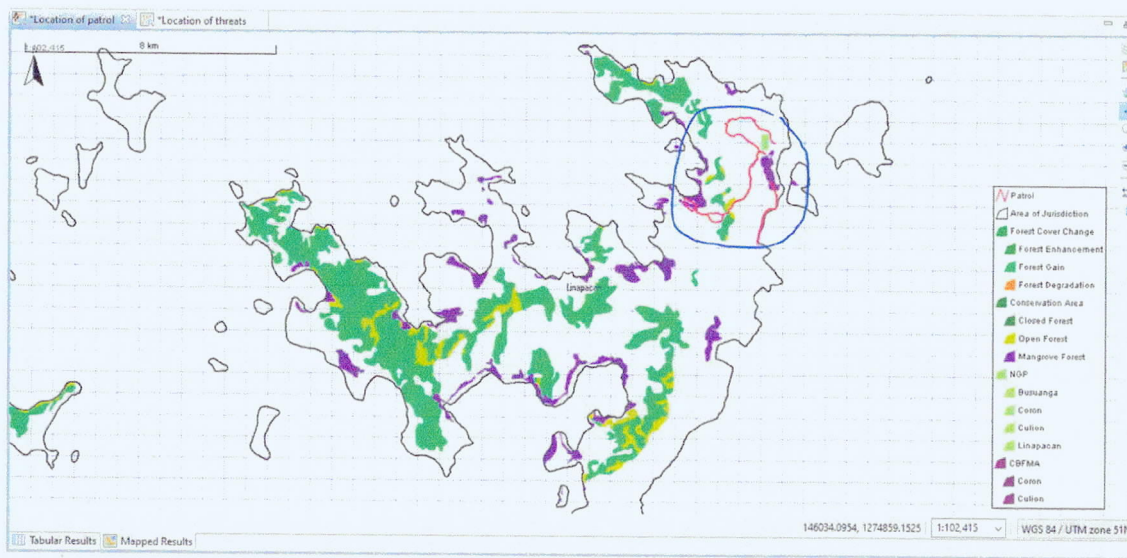 *Location of patrol
*Location of threats
1:102,415
8 km
Linapacan
Patrol
Area of Jurisdiction
Forest Cover Change
Forest Enhancement
Forest Gain
Forest Degradation
Conservation Area
Closed Forest
Open Forest
Mangrove Forest
NGP
Busuanga
Coron
Culion
Linapacan
CBFMA
Coron
Culion
146034.0954, 1274859.1525
1:102,415
WGS 84 / UTM zone 51N
Tabular Results
Mapped Results